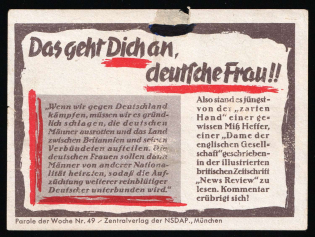 Das geht Dich an,
deutsche Frau!!
„Wenn wir gegen Deutschland
kämpfen, müssen wir es gründ-
lich schlagen, die deutschen
Männer ausrotten und das Land
zwischen Britannien und seinen
Verbündeten aufteilen. Die
deutschen Frauen sollen dann
Männer von anderer Nationa-
lität heiraten, sodaß die Auf-
züchtung weiterer reinblütiger
Deutscher unterbunden wird."
Also stand es jüngst-
von der „zarten
Hand" einer ge-
wissen Miß Heffer,
einer „Dame der
englischen Gesell-
schaft" geschrieben-
in der illustrierten
britischen Zeitschrift
„News Review" zu
lesen. Kommentar
erübrigt sich!
Parole der Woche Nr. 49 / Zentralverlag der NSDAP., München